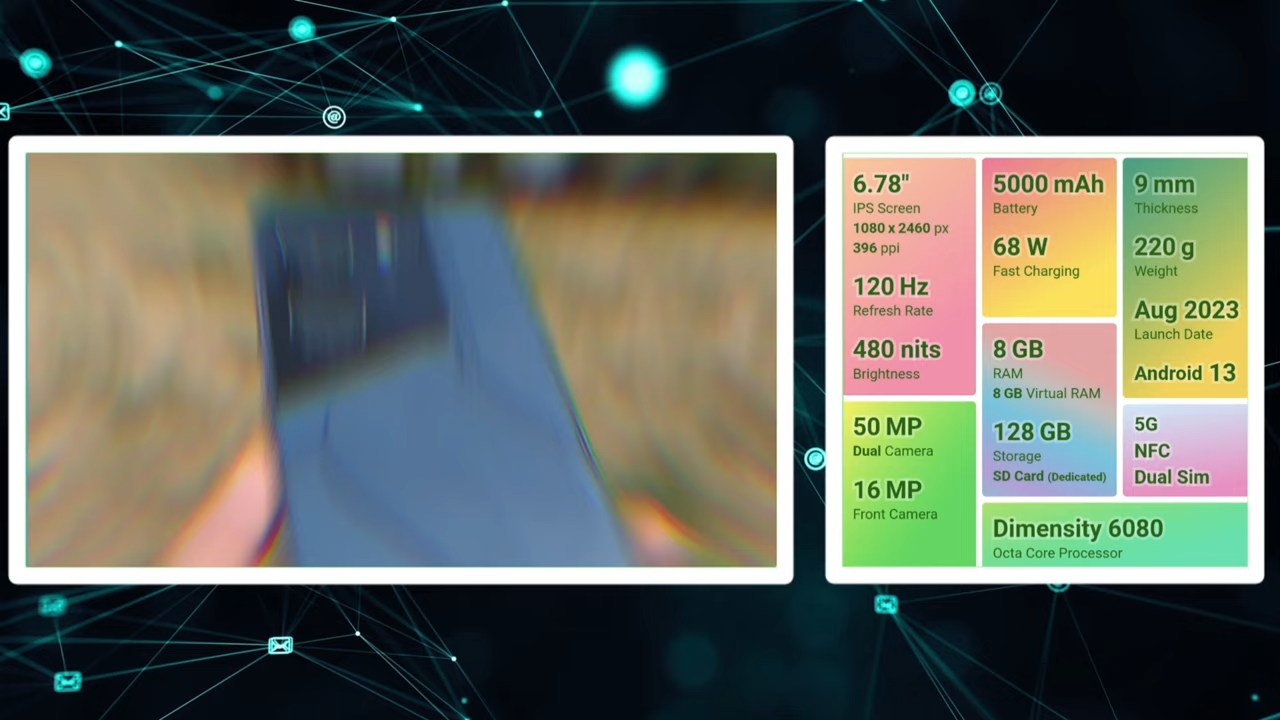 6.78"
IPS Screen
1080 x 2460 px
396 ppi
120 Hz
Refresh Rate
480 nits
Brightness
50 MP
Dual Camera
16 MP
Front Camera
5000 mAh
Battery
68 W
Fast Charging
8 GB
RAM
8 GB Virtual RAM
128 GB
Storage
SD Card (Dedicated)
9 mm
Thickness
220 g
Weight
Aug 2023
Launch Date
Android 13
5G
NFC
Dual Sim
Dimensity 6080
Octa Core Processor